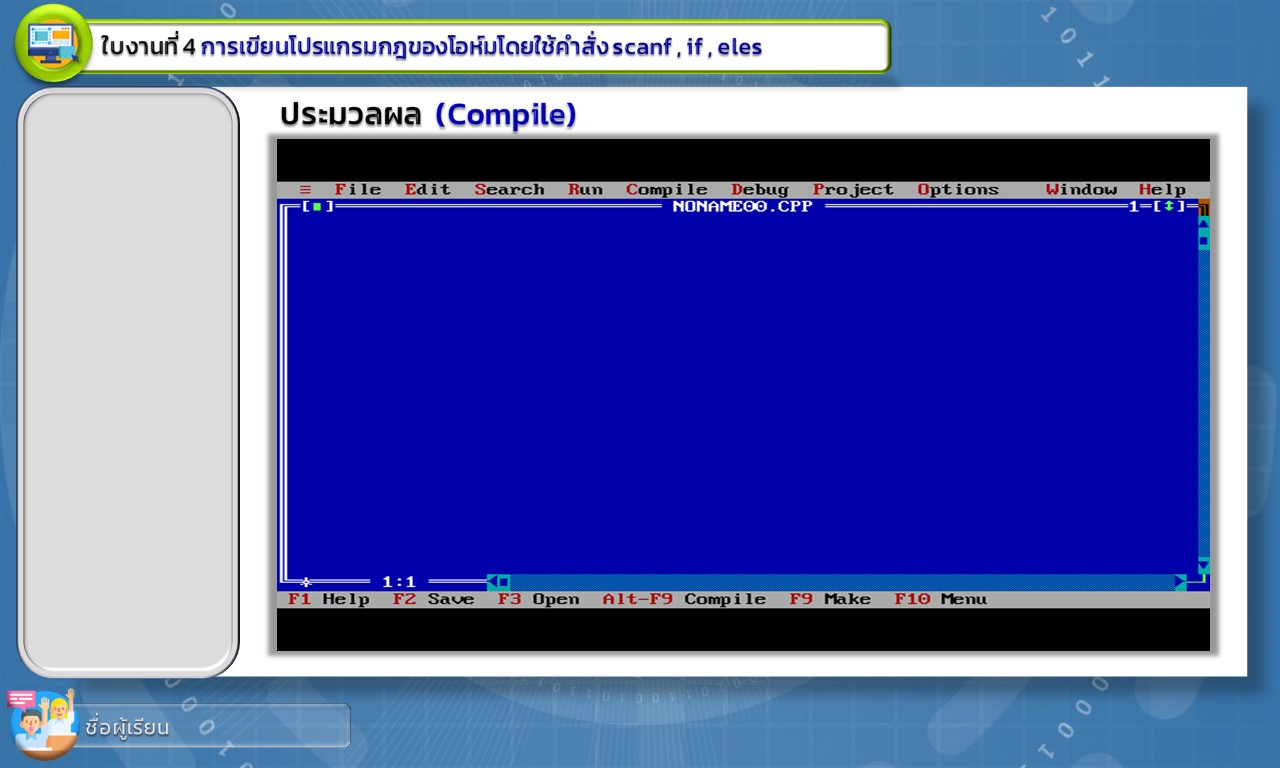 ใบงานที่ 4 การเขียนโปรแกรมกฎของโอห์มโดยใช้คำสั่ง scanf , if , eles
ประมวลผล (Compile)
≡ File Edit Search Run Compile Debug Project Options Window Help
[■] NONAME00.CPP 1=[↕]
1:1
F1 Help F2 Save F3 Open Alt-F9 Compile F9 Make F10 Menu
ชื่อผู้เรียน